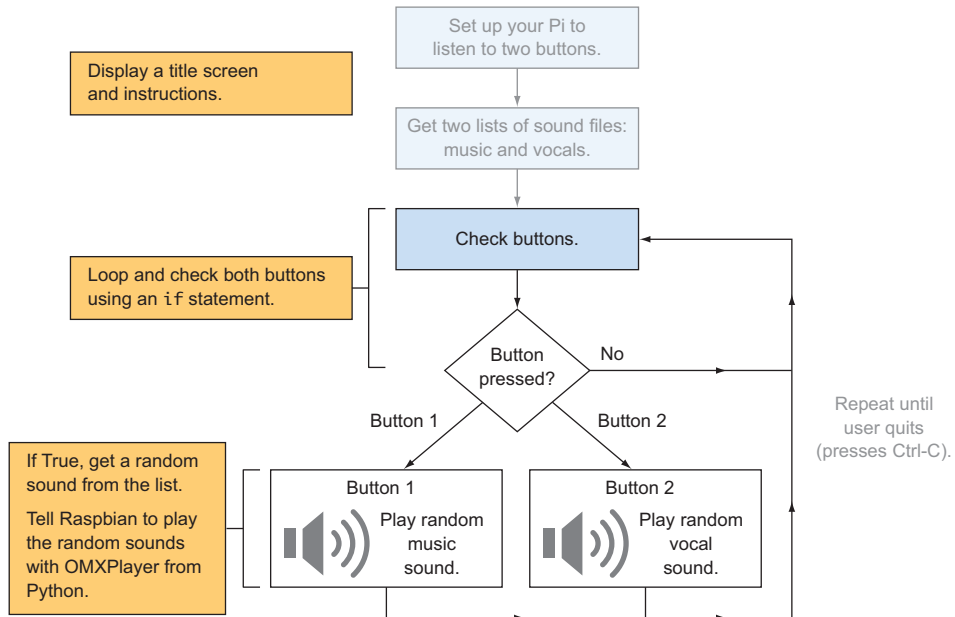 Set up your Pi to
listen to two buttons.
Display a title screen
and instructions.
Get two lists of sound files:
music and vocals.
Check buttons.
Loop and check both buttons
using an if statement.
Button
pressed?
No
Button 1
Button 2
Repeat until
user quits
(presses Ctrl-C).
If True, get a random
sound from the list.
Tell Raspbian to play
the random sounds
with OMXPlayer from
Python.
Button 1
Play random
music
sound.
Button 2
Play random
vocal
sound.